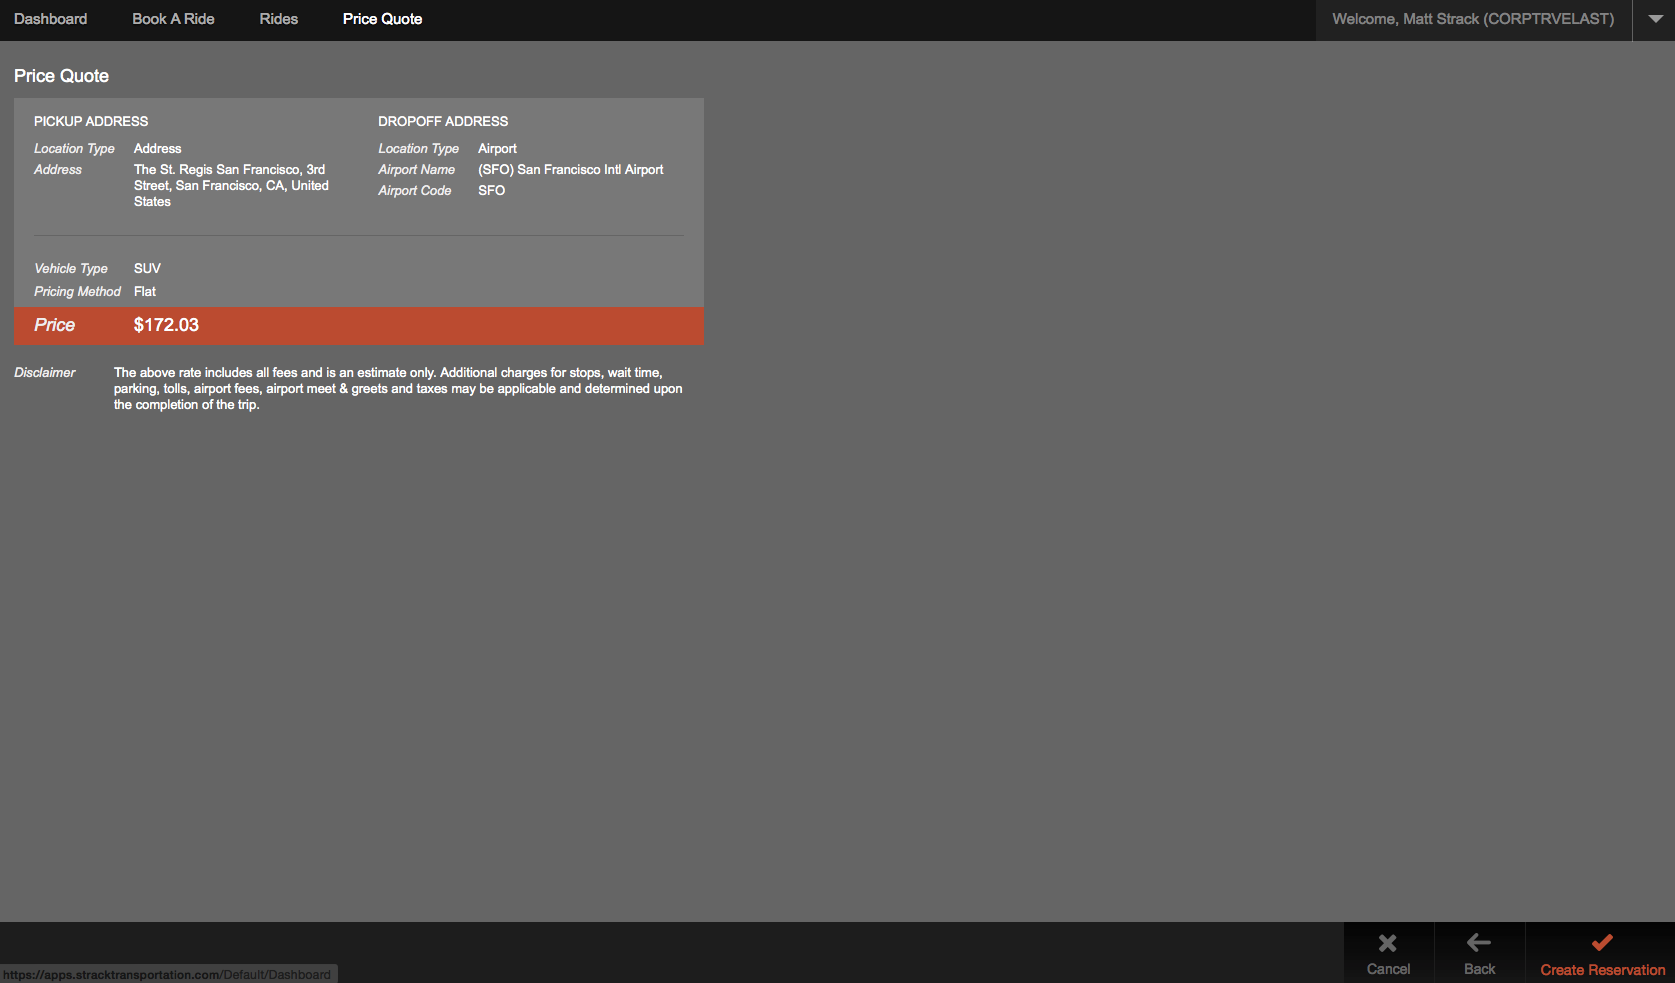 Dashboard Book A Ride Rides Price Quote Welcome, Matt Strack (CORPTRVELAST)
Price Quote
PICKUP ADDRESS
Location Type Address
Address The St. Regis San Francisco, 3rd
Street, San Francisco, CA, United
States
DROPOFF ADDRESS
Location Type Airport
Airport Name (SFO) San Francisco Intl Airport
Airport Code SFO
Vehicle Type SUV
Pricing Method Flat
Price $172.03
Disclaimer The above rate includes all fees and is an estimate only. Additional charges for stops, wait time,
parking, tolls, airport fees, airport meet & greets and taxes may be applicable and determined upon
the completion of the trip.
Cancel Back Create Reservation
https://apps.stracktransportation.com/Default/Dashboard